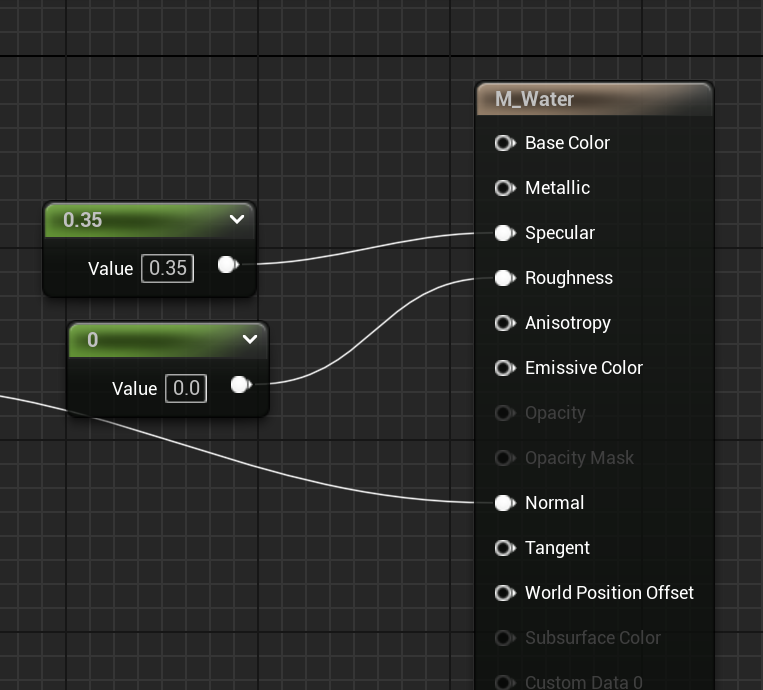 M_Water
Base Color
Metallic
0.35
Value 0.35
Specular
Roughness
0
Value 0.0
Anisotropy
Emissive Color
Opacity
Opacity Mask
Normal
Tangent
World Position Offset
Subsurface Color
Custom Data 0